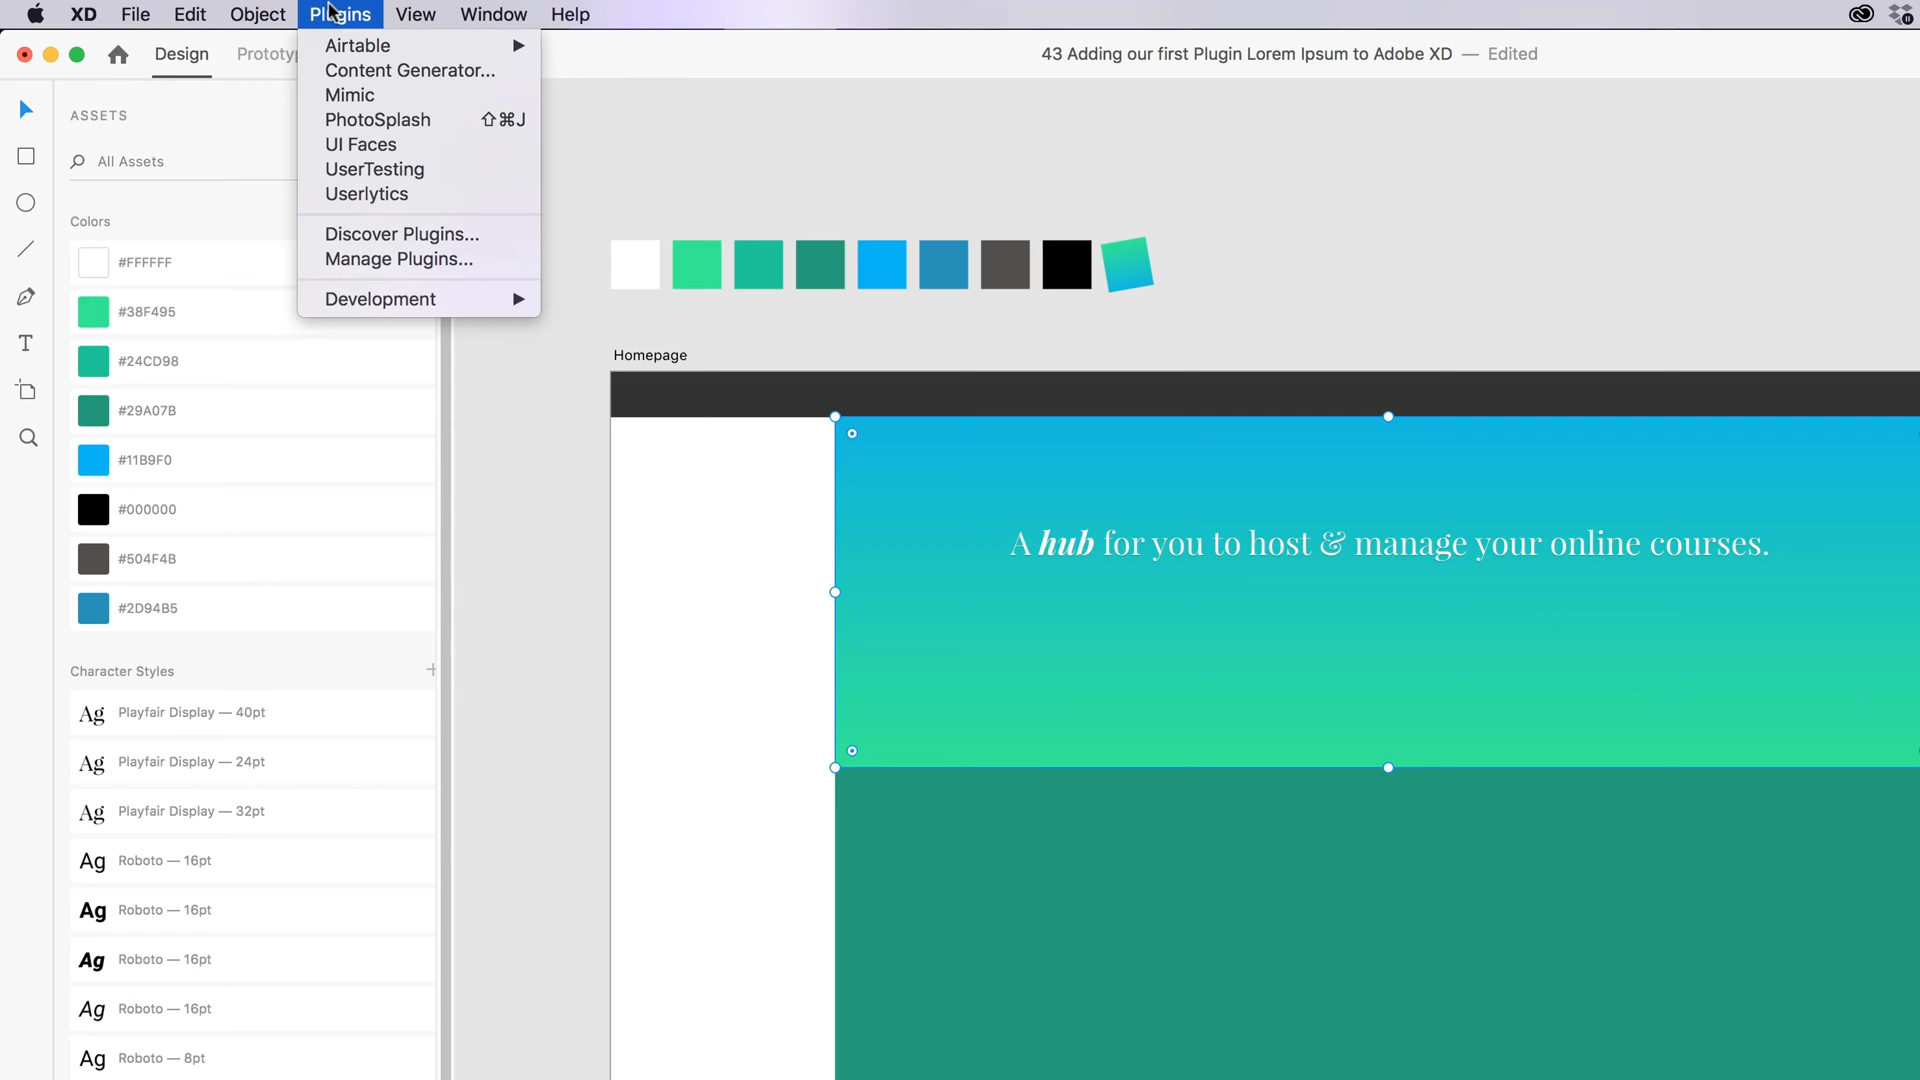 XD File Edit Object Plugins View Window Help
Design Prototyp
43 Adding our first Plugin Lorem Ipsum to Adobe XD — Edited
Airtable
Content Generator...
Mimic
PhotoSplash ⇧⌘J
UI Faces
UserTesting
Userlytics
Discover Plugins...
Manage Plugins...
Development
ASSETS
All Assets
Colors
#FFFFFF
#38F495
#24CD98
#29A07B
#11B9F0
#000000
#504F4B
#2D94B5
Character Styles
Ag Playfair Display — 40pt
Ag Playfair Display — 24pt
Ag Playfair Display — 32pt
Ag Roboto — 16pt
Ag Roboto — 16pt
Ag Roboto — 16pt
Ag Roboto — 16pt
Ag Roboto — 8pt
Homepage
A hub for you to host & manage your online courses.